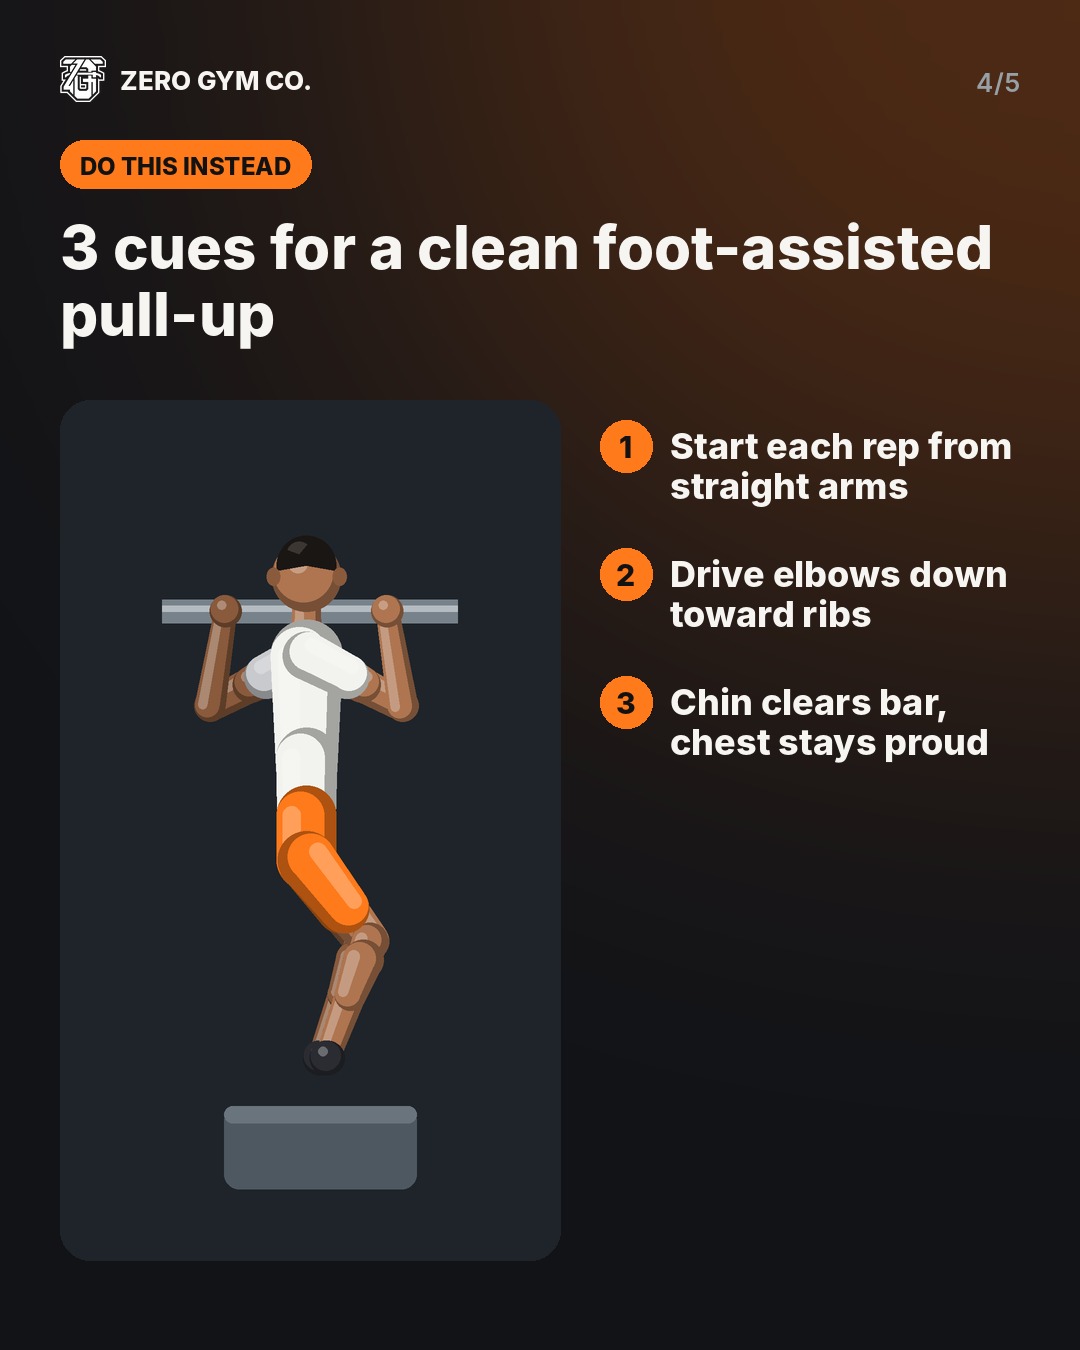 ZERO GYM CO.
4/5
DO THIS INSTEAD
3 cues for a clean foot-assisted
pull-up
1 Start each rep from
straight arms
2 Drive elbows down
toward ribs
3 Chin clears bar,
chest stays proud